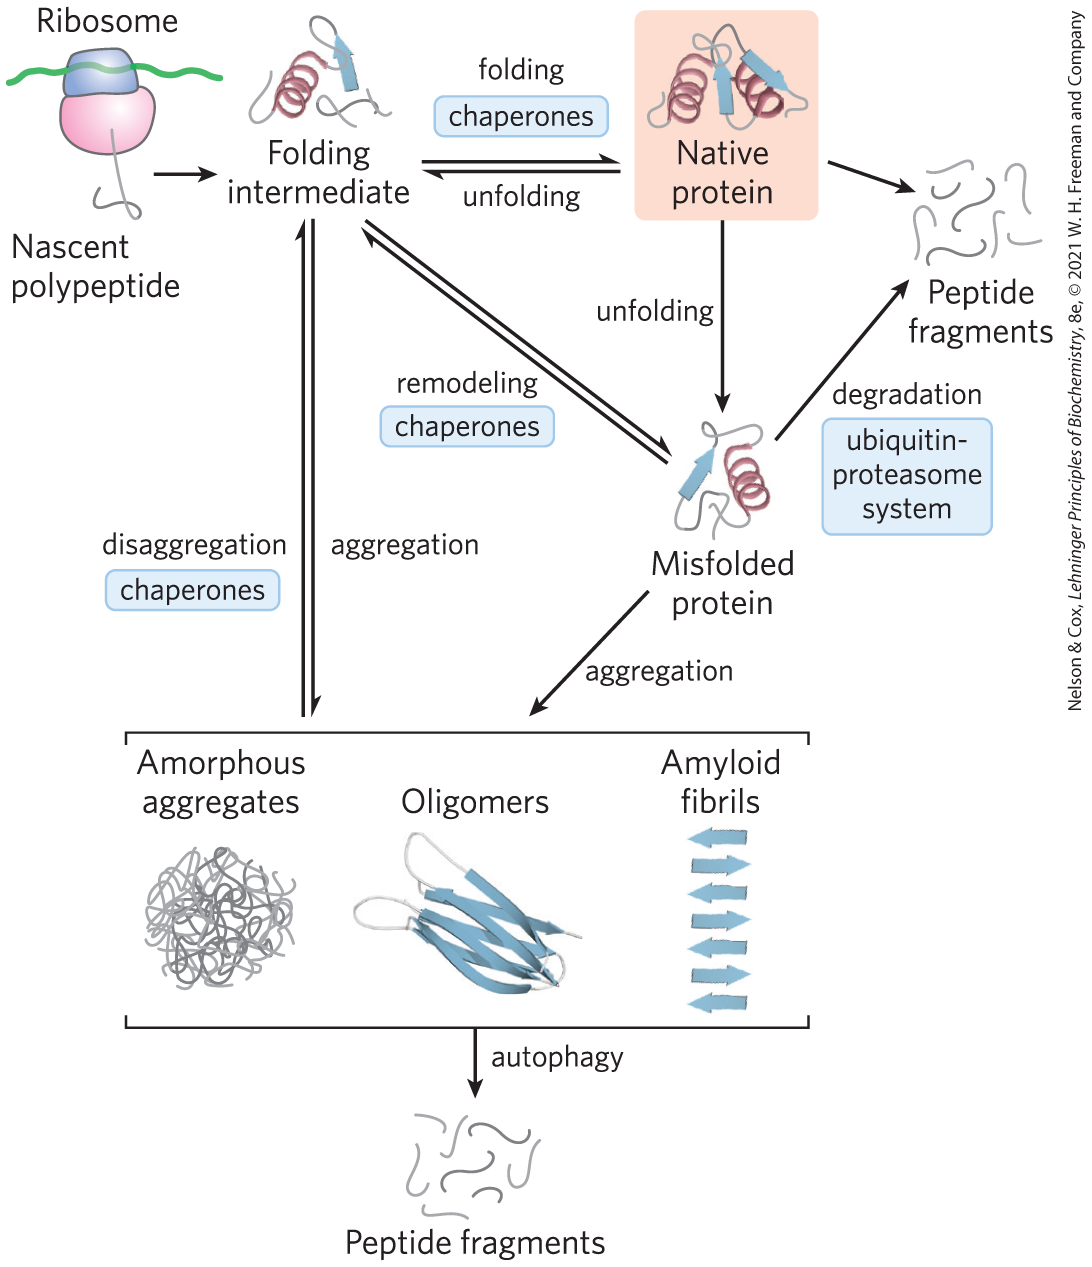 Ribosome
Nascent
polypeptide
Folding
intermediate
folding
chaperones
unfolding
Native
protein
Peptide
fragments
unfolding
remodeling
chaperones
degradation
ubiquitin-
proteasome
system
Misfolded
protein
disaggregation
chaperones
aggregation
aggregation
Amorphous
aggregates
Oligomers
Amyloid
fibrils
autophagy
Peptide fragments
Nelson & Cox, Lehninger Principles of Biochemistry, 8e, © 2021 W. H. Freeman and Company